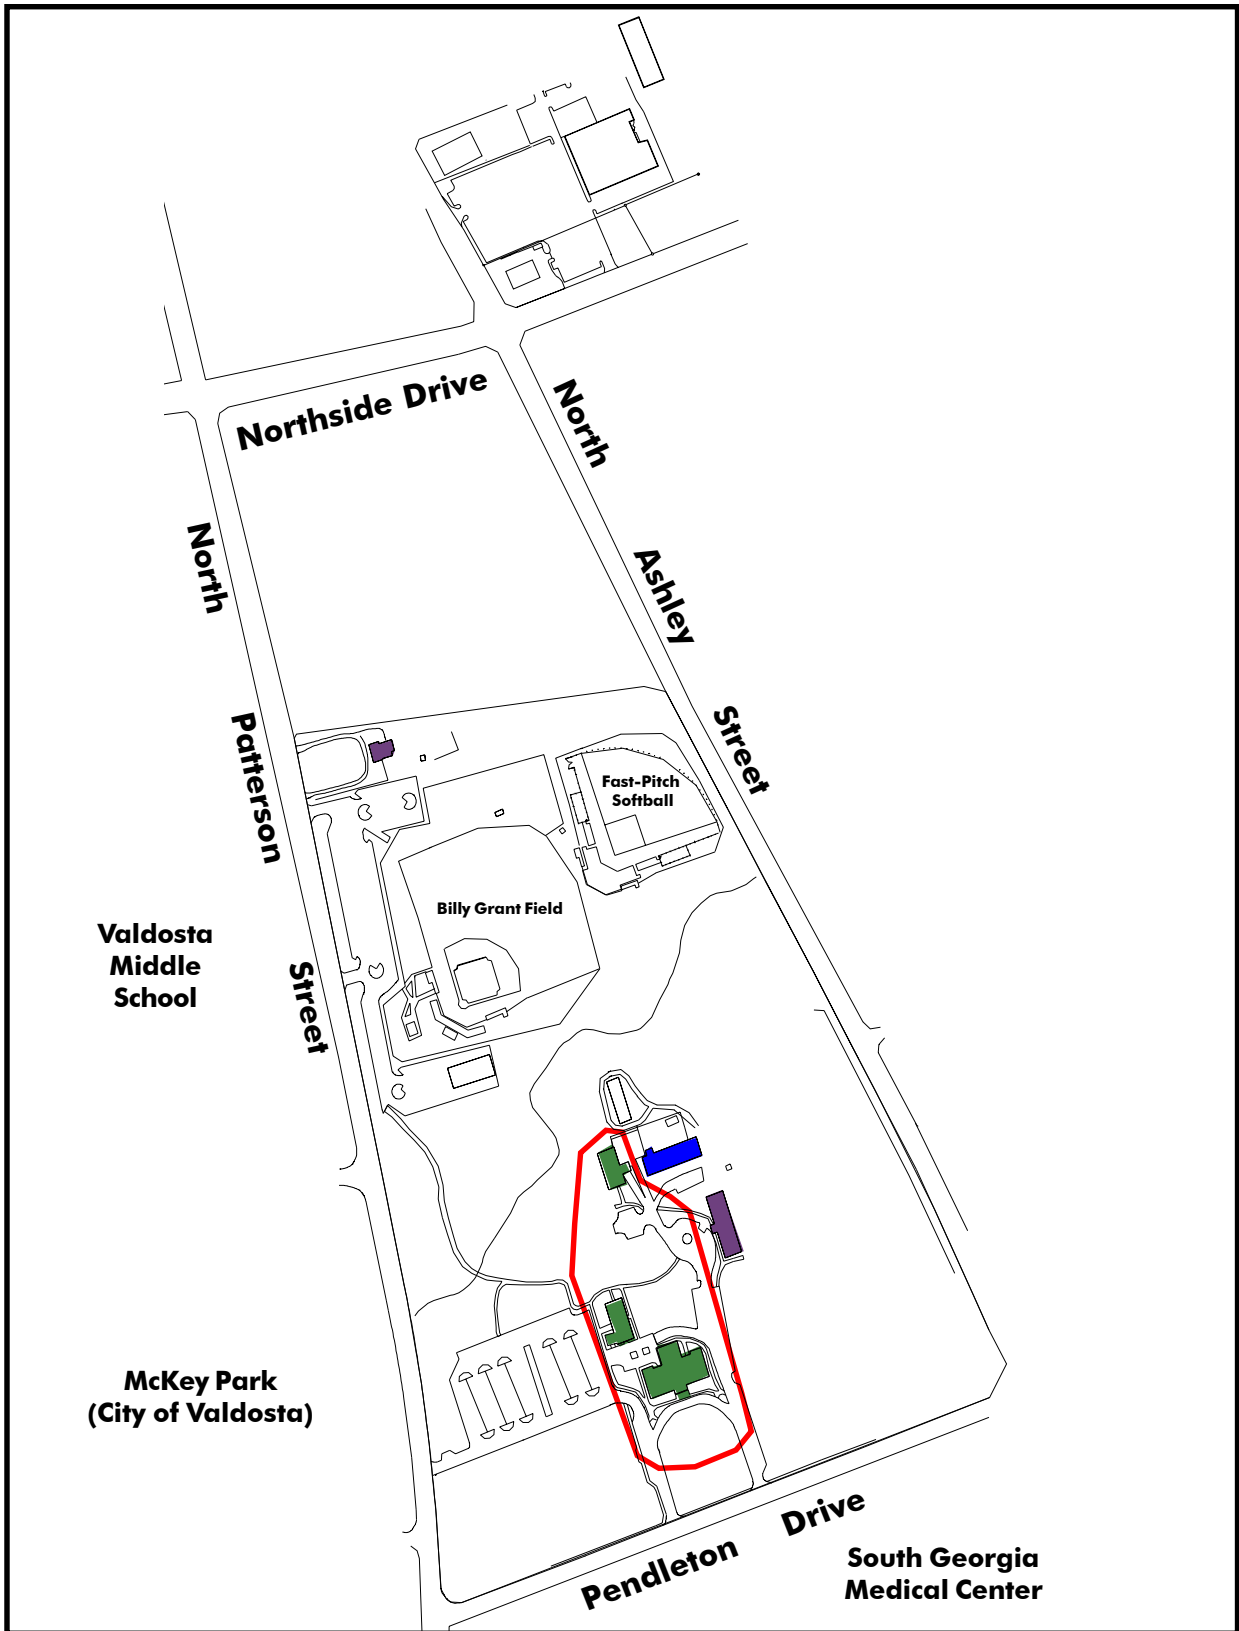 Northside Drive
North
Ashley
Street
North
Patterson
Street
Fast-Pitch
Softball
Billy Grant Field
Valdosta
Middle
School
McKey Park
(City of Valdosta)
Pendleton Drive
South Georgia
Medical Center